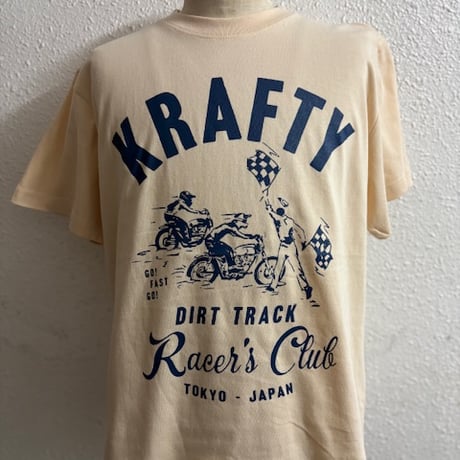 KRAFTY
GO!
FAST
GO!
DIRT TRACK
Racer's Club
TOKYO - JAPAN